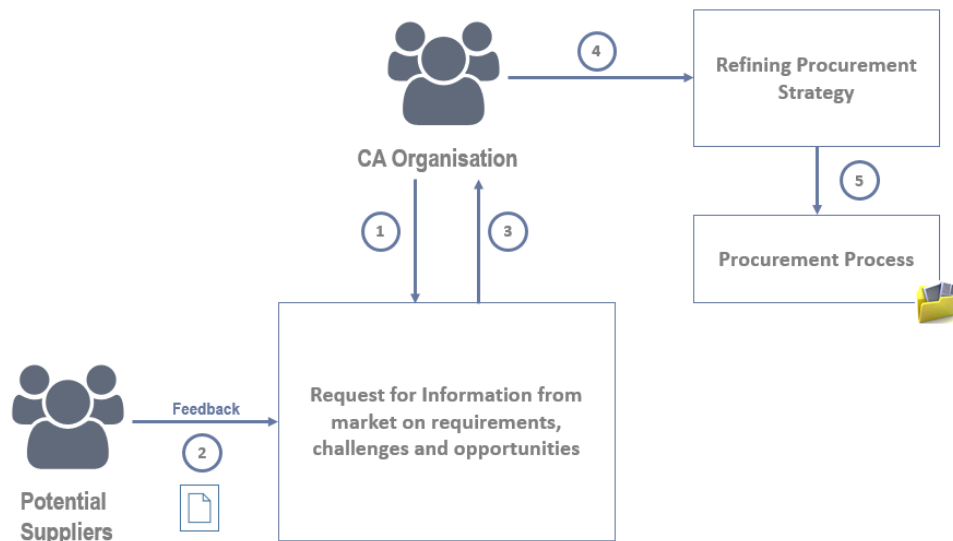 4
Refining Procurement
Strategy
CA Organisation
1
3
5
Procurement Process
Request for Information from
market on requirements,
challenges and opportunities
Feedback
2
Potential
Suppliers